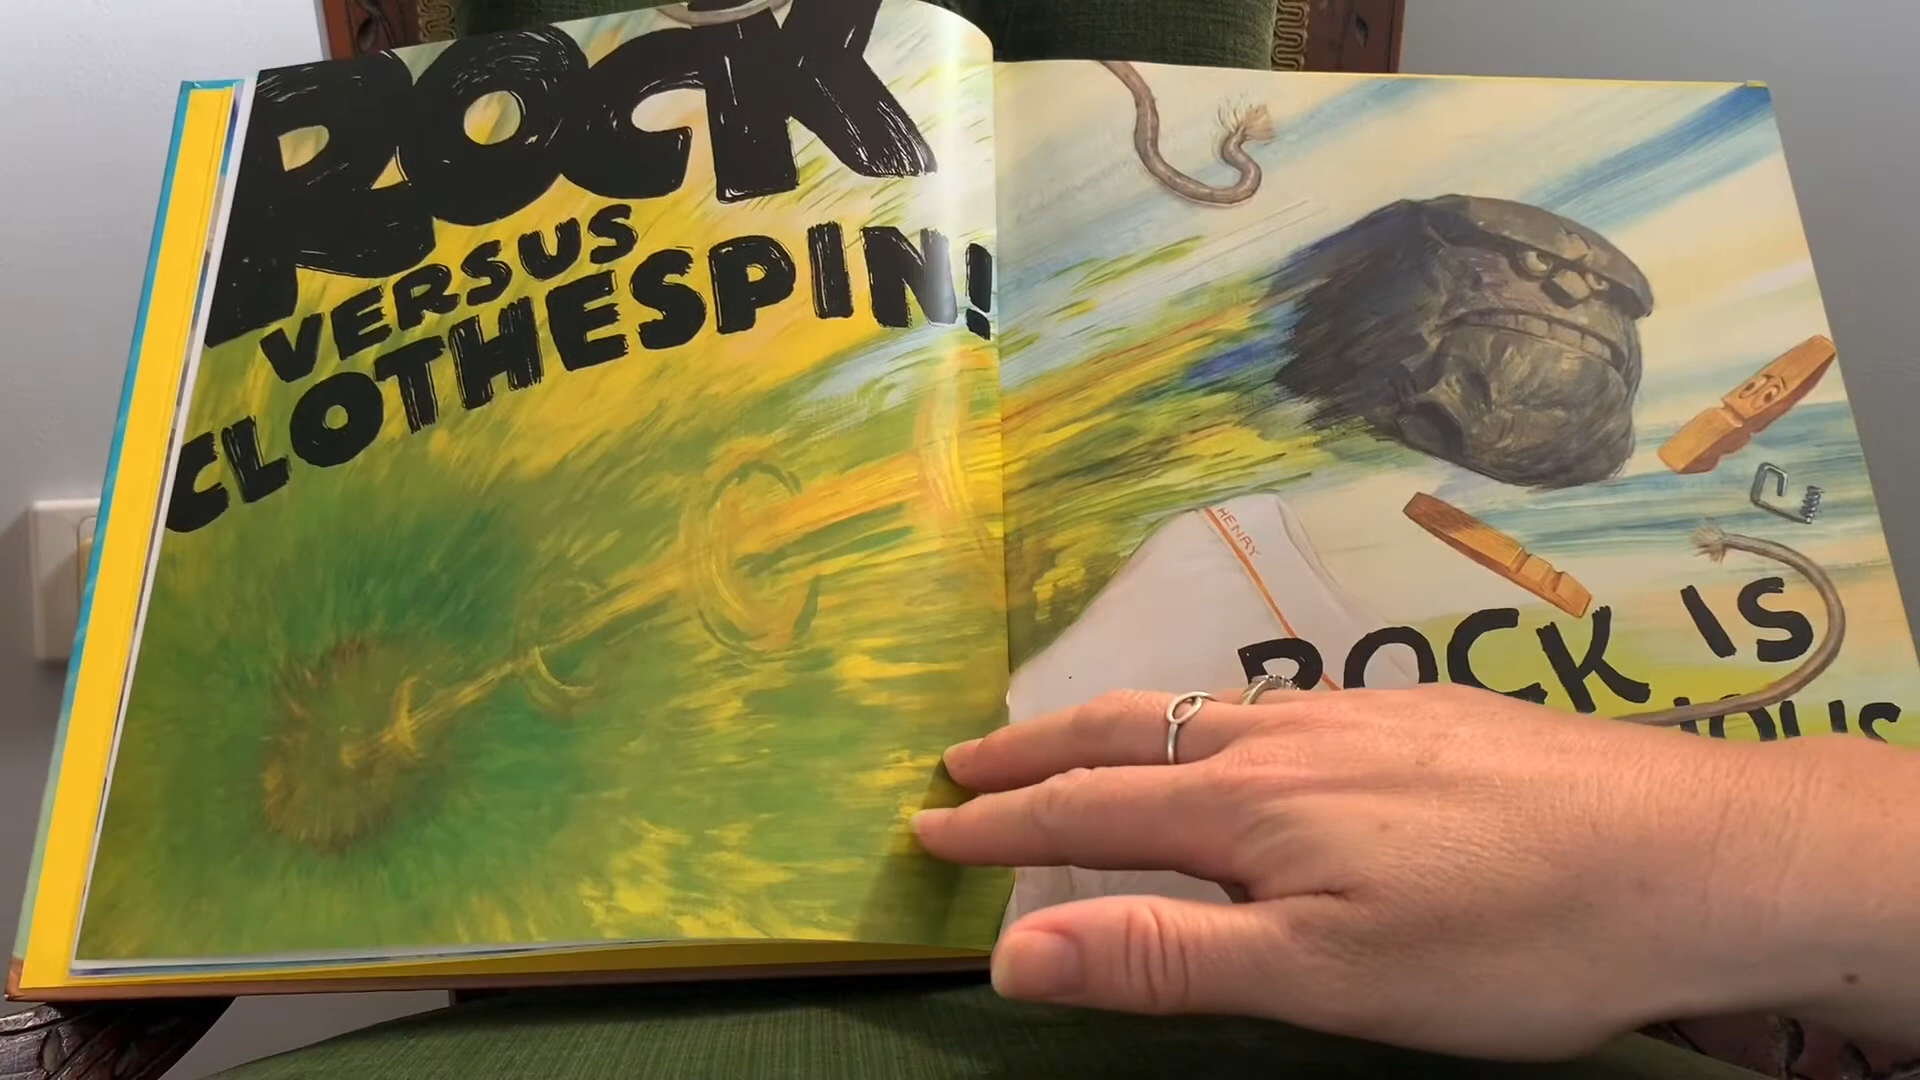 ROCK
VERSUS
CLOTHESPIN!
HENRY
ROCK IS